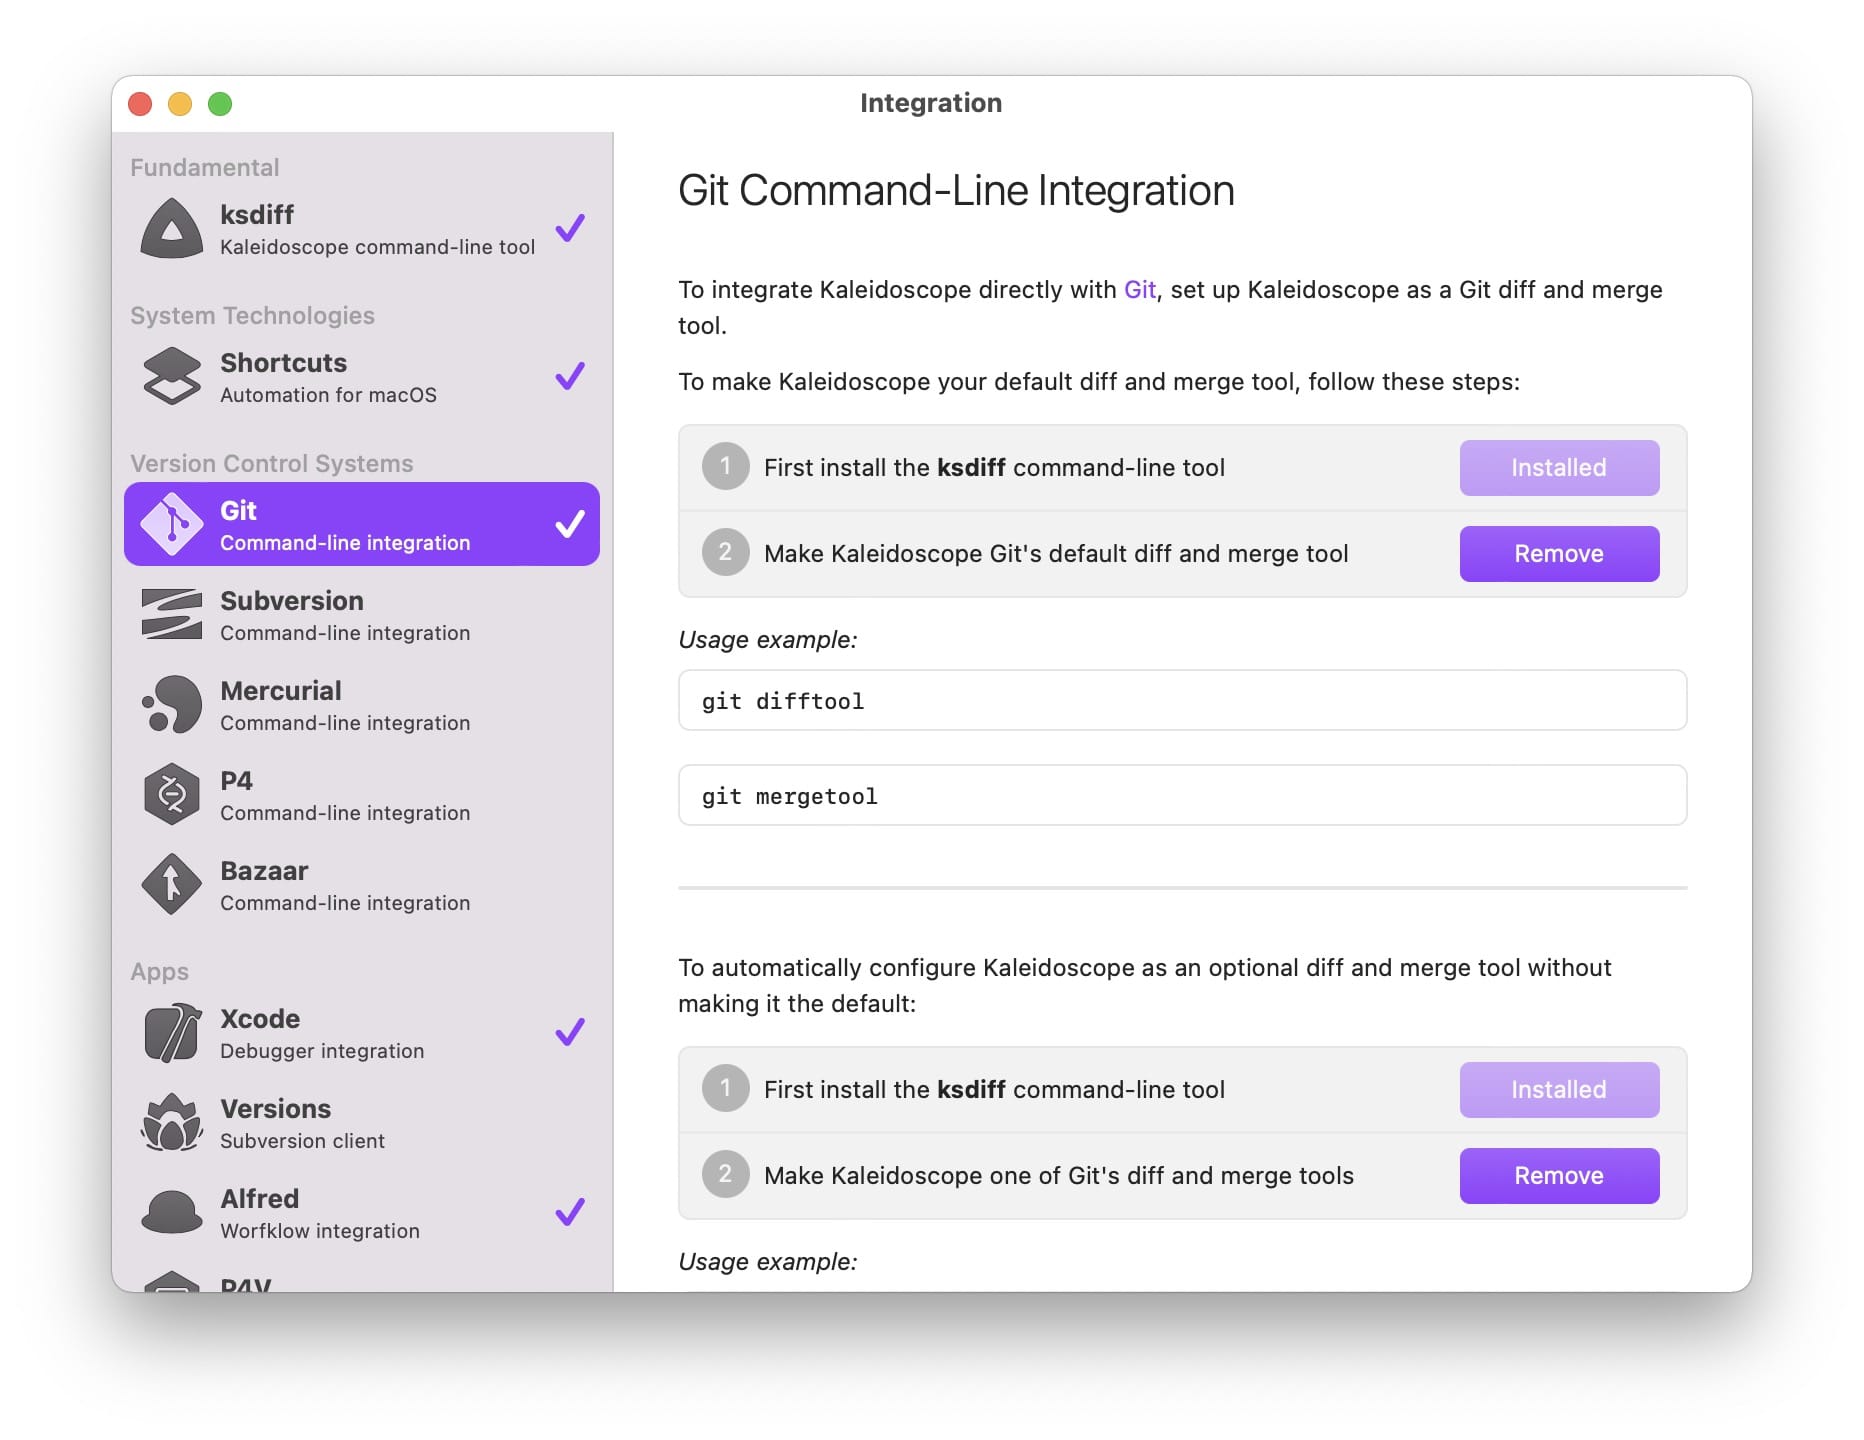 Integration
Fundamental
ksdiff
Kaleidoscope command-line tool
System Technologies
Shortcuts
Automation for macOS
Version Control Systems
Git
Command-line integration
Subversion
Command-line integration
Mercurial
Command-line integration
P4
Command-line integration
Bazaar
Command-line integration
Apps
Xcode
Debugger integration
Versions
Subversion client
Alfred
Worfklow integration
P4V
Git Command-Line Integration
To integrate Kaleidoscope directly with Git, set up Kaleidoscope as a Git diff and merge
tool.
To make Kaleidoscope your default diff and merge tool, follow these steps:
1 First install the ksdiff command-line tool Installed
2 Make Kaleidoscope Git's default diff and merge tool Remove
Usage example:
git difftool
git mergetool
To automatically configure Kaleidoscope as an optional diff and merge tool without
making it the default:
1 First install the ksdiff command-line tool Installed
2 Make Kaleidoscope one of Git's diff and merge tools Remove
Usage example: